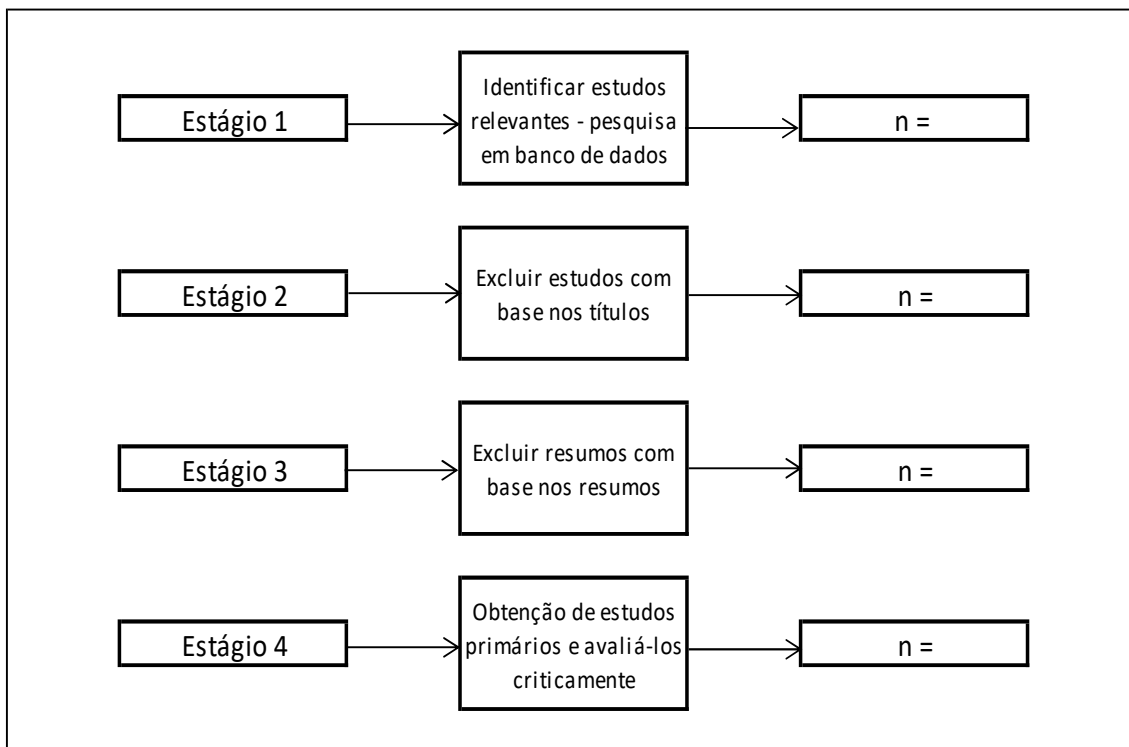 Estágio 1
Identificar estudos
relevantes - pesquisa
em banco de dados
n =
Estágio 2
Excluir estudos com
base nos títulos
n =
Estágio 3
Excluir resumos com
base nos resumos
n =
Estágio 4
Obtenção de estudos
primários e avaliá-los
criticamente
n =